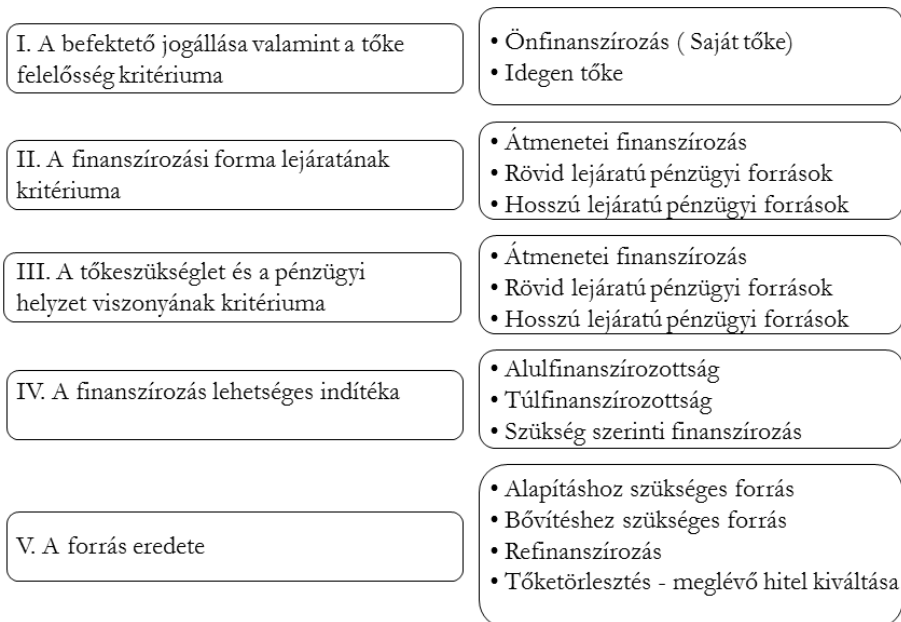 I. A befektető jogállása valamint a tőke
felelősség kritériuma
• Önfinanszírozás ( Saját tőke)
• Idegen tőke
II. A finanszírozási forma lejáratának
kritériuma
• Átmenetei finanszírozás
• Rövid lejáratú pénzügyi források
• Hosszú lejáratú pénzügyi források
III. A tőkeszükséglet és a pénzügyi
helyzet viszonyának kritériuma
• Átmenetei finanszírozás
• Rövid lejáratú pénzügyi források
• Hosszú lejáratú pénzügyi források
IV. A finanszírozás lehetséges indítéka
• Alulfinanszírozottság
• Túlfinanszírozottság
• Szükség szerinti finanszírozás
V. A forrás eredete
• Alapításhoz szükséges forrás
• Bővítéshez szükséges forrás
• Refinanszírozás
• Tőketörlesztés - meglévő hitel kiváltása